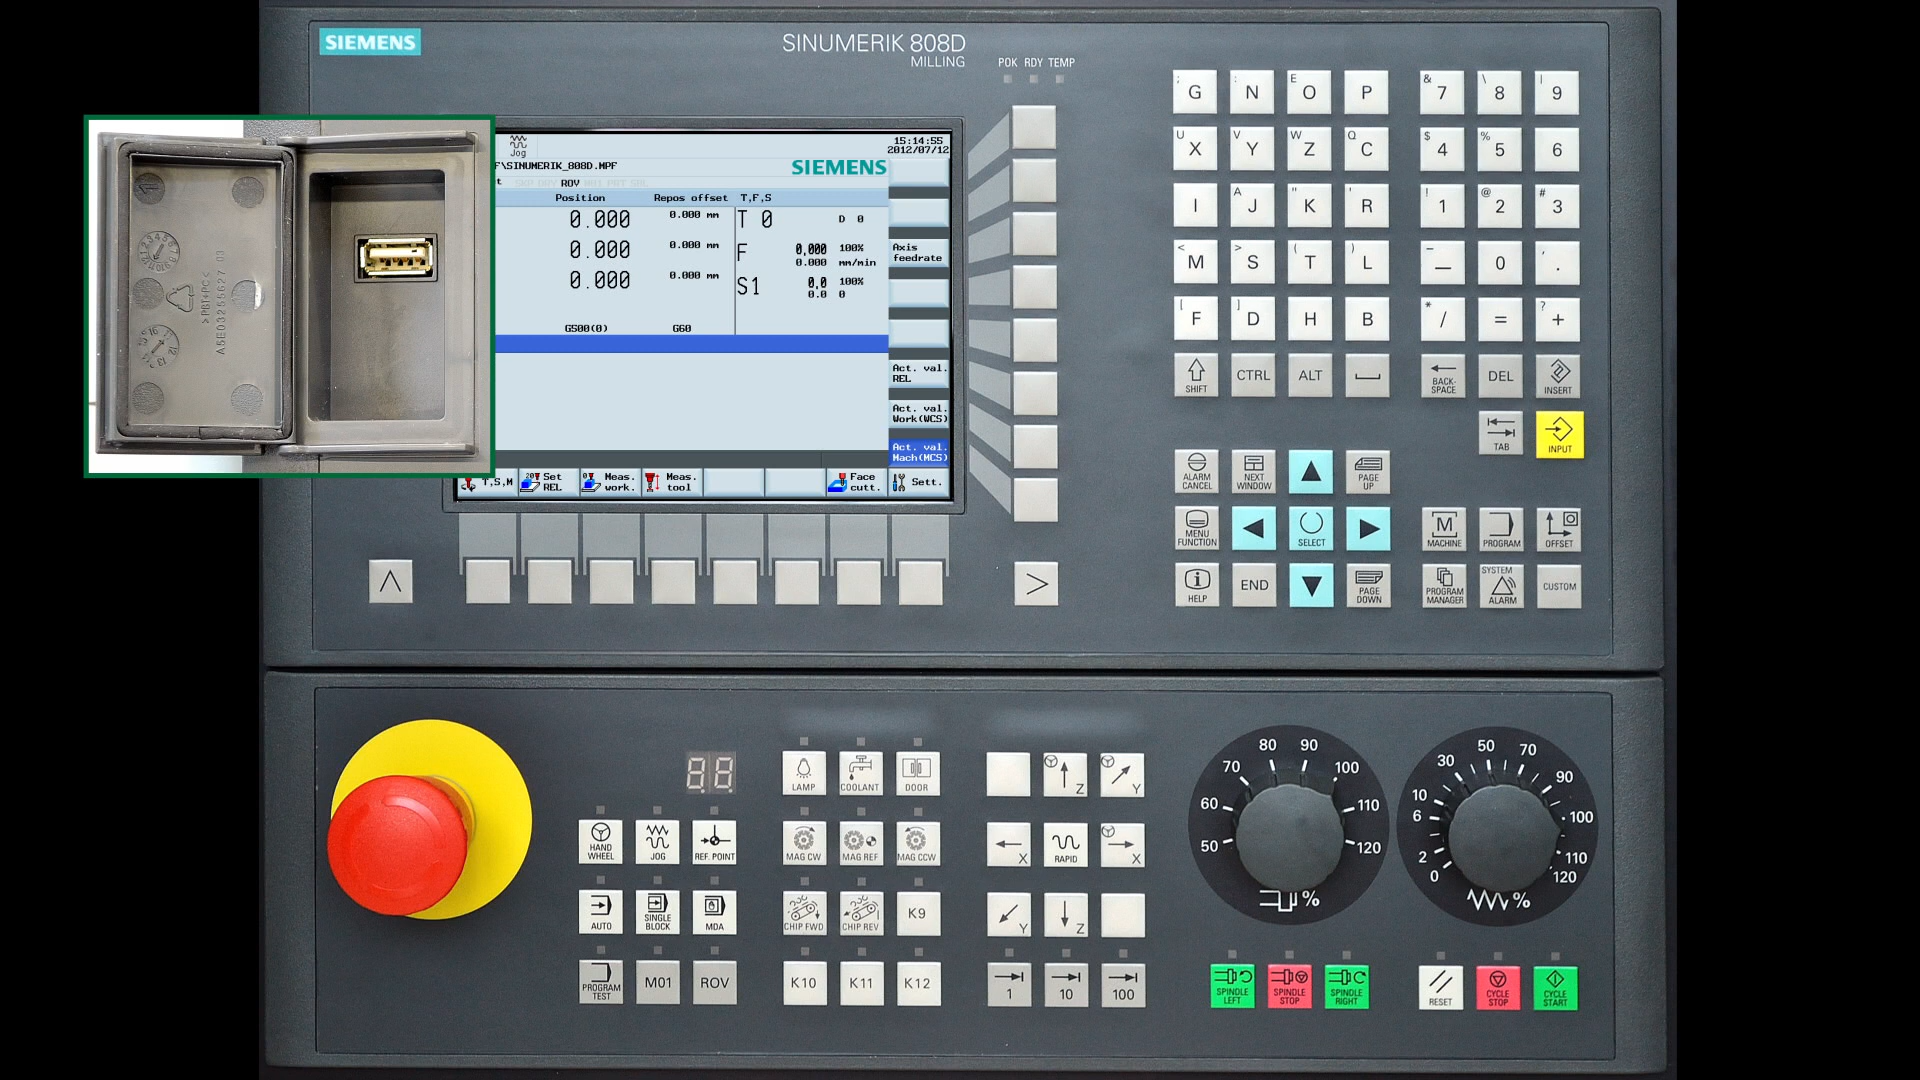 SIEMENS
SINUMERIK 808D
MILLING
POK RDY TEMP
Jog
15:14:55
2012/07/12
F\SINUMERIK_808D.MPF
SIEMENS
ROV
Position Repos offset T,F,S
0.000 0.000 mm T 0 D 0
0.000 0.000 mm F 0.000 100%
0.000 mm/min
0.000 0.000 mm S1 0.0 100%
0.0 0
G500(0) G60
Axis
feedrate
Act. val.
REL
Act. val.
Work(WCS)
Act. val.
Mach(MCS)
T,S,M
Set
REL
Meas.
work.
Meas.
tool
Face
cutt.
Sett.
>PBT+PC<
A5E03255627 03
; G : N E O P & 7 \ 8 | 9
U X V Y W Z Q C $ 4 % 5 6
I A J " K ' R ! 1 @ 2 # 3
< M > S ( T ) L ~ — 0 ' .
[ F ] D H B * / = ? +
SHIFT CTRL ALT BACK-
SPACE DEL INSERT
TAB INPUT
ALARM
CANCEL NEXT
WINDOW PAGE
UP
MENU
FUNCTION SELECT M
MACHINE PROGRAM OFFSET
HELP END PAGE
DOWN PROGRAM
MANAGER SYSTEM
ALARM CUSTOM
88
LAMP COOLANT DOOR
HAND
WHEEL JOG REF. POINT
MAG CW MAG REF MAG CCW
AUTO SINGLE
BLOCK MDA
CHIP FWD CHIP REV K9
PROGRAM
TEST M01 ROV
K10 K11 K12
Z Y
X RAPID X
Y Z
1 10 100
50 60 70 80 90 100 110 120
%
0 2 6 10 30 50 70 90 100 110 120
%
SPINDLE
LEFT
SPINDLE
STOP
SPINDLE
RIGHT
RESET
CYCLE
STOP
CYCLE
START